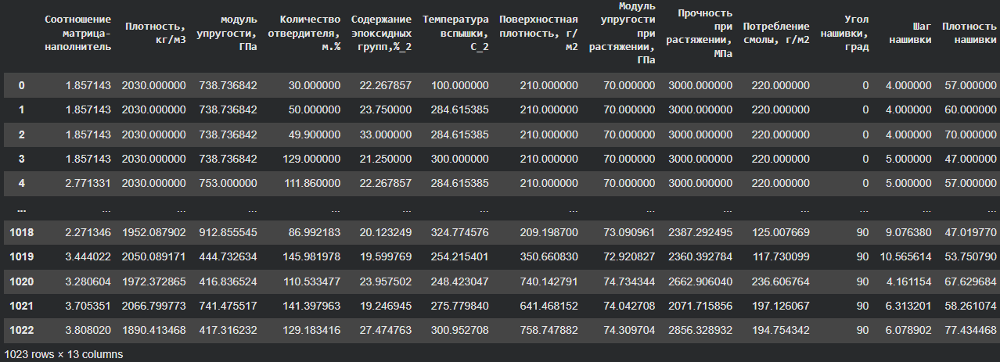 Соотношение матрица-наполнитель Плотность, кг/м3 модуль упругости, ГПа Количество отвердителя, м.% Содержание эпоксидных групп,%_2 Температура вспышки, С_2 Поверхностная плотность, г/м2 Модуль упругости при растяжении, ГПа Прочность при растяжении, МПа Потребление смолы, г/м2 Угол нашивки, град Шаг нашивки Плотность нашивки
0 1.857143 2030.000000 738.736842 30.000000 22.267857 100.000000 210.000000 70.000000 3000.000000 220.000000 0 4.000000 57.000000
1 1.857143 2030.000000 738.736842 50.000000 23.750000 284.615385 210.000000 70.000000 3000.000000 220.000000 0 4.000000 60.000000
2 1.857143 2030.000000 738.736842 49.900000 33.000000 284.615385 210.000000 70.000000 3000.000000 220.000000 0 4.000000 70.000000
3 1.857143 2030.000000 738.736842 129.000000 21.250000 300.000000 210.000000 70.000000 3000.000000 220.000000 0 5.000000 47.000000
4 2.771331 2030.000000 753.000000 111.860000 22.267857 284.615385 210.000000 70.000000 3000.000000 220.000000 0 5.000000 57.000000
... ... ... ... ... ... ... ... ... ... ... ... ... ...
1018 2.271346 1952.087902 912.855545 86.992183 20.123249 324.774576 209.198700 73.090961 2387.292495 125.007669 90 9.076380 47.019770
1019 3.444022 2050.089171 444.732634 145.981978 19.599769 254.215401 350.660830 72.920827 2360.392784 117.730099 90 10.565614 53.750790
1020 3.280604 1972.372865 416.836524 110.533477 23.957502 248.423047 740.142791 74.734344 2662.906040 236.606764 90 4.161154 67.629684
1021 3.705351 2066.799773 741.475517 141.397963 19.246945 275.779840 641.468152 74.042708 2071.715856 197.126067 90 6.313201 58.261074
1022 3.808020 1890.413468 417.316232 129.183416 27.474763 300.952708 758.747882 74.309704 2856.328932 194.754342 90 6.078902 77.434468
1023 rows × 13 columns